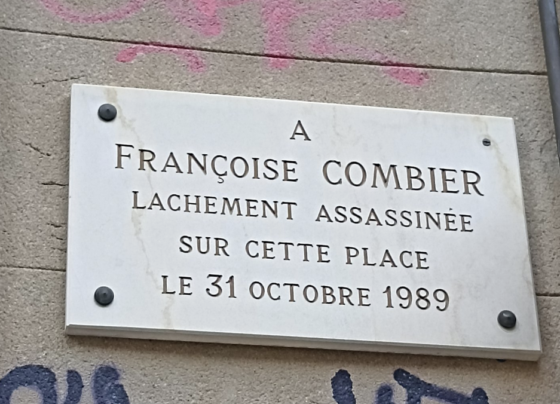 A
FRANÇOISE COMBIER
LACHEMENT ASSASSINÉE
SUR CETTE PLACE
LE 31 OCTOBRE 1989